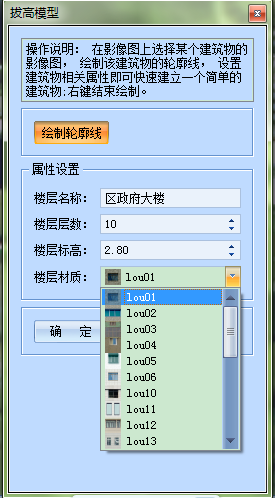 拔高模型
操作说明： 在影像图上选择某个建筑物的
影像图， 绘制该建筑物的轮廓线， 设置
建筑物相关属性即可快速建立一个简单的
建筑物;右键结束绘制。
绘制轮廓线
属性设置
楼层名称： 区政府大楼
楼层层数： 10
楼层标高： 2.80
楼层材质： lou01
lou01
lou02
lou03
lou04
lou05
lou06
lou10
lou11
lou12
lou13
确 定